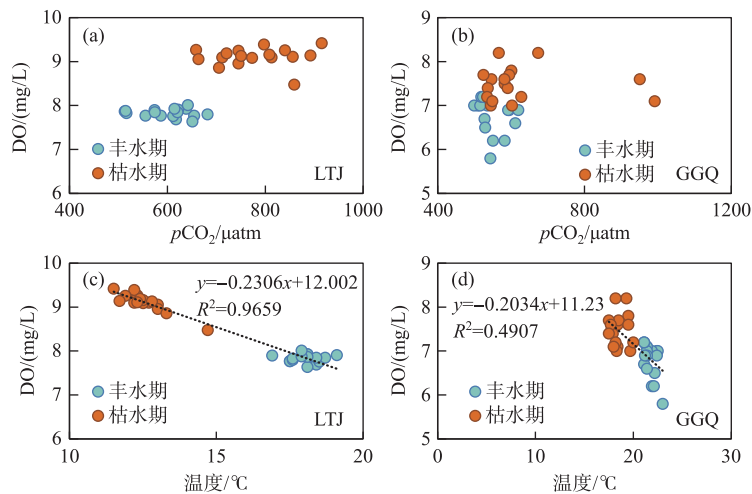 (a)
DO/(mg/L)
10
9
8
7
6
丰水期
枯水期
LTJ
400
600
800
1000
pCO₂/μatm
(b)
DO/(mg/L)
9
8
7
6
5
丰水期
枯水期
GGQ
400
800
1200
pCO₂/μatm
(c)
DO/(mg/L)
10
9
8
7
6
y=−0.2306x+12.002
R²=0.9659
丰水期
枯水期
LTJ
10
15
20
温度/℃
(d)
DO/(mg/L)
9
8
7
6
5
4
y=−0.2034x+11.23
R²=0.4907
丰水期
枯水期
GGQ
0
10
20
30
温度/℃